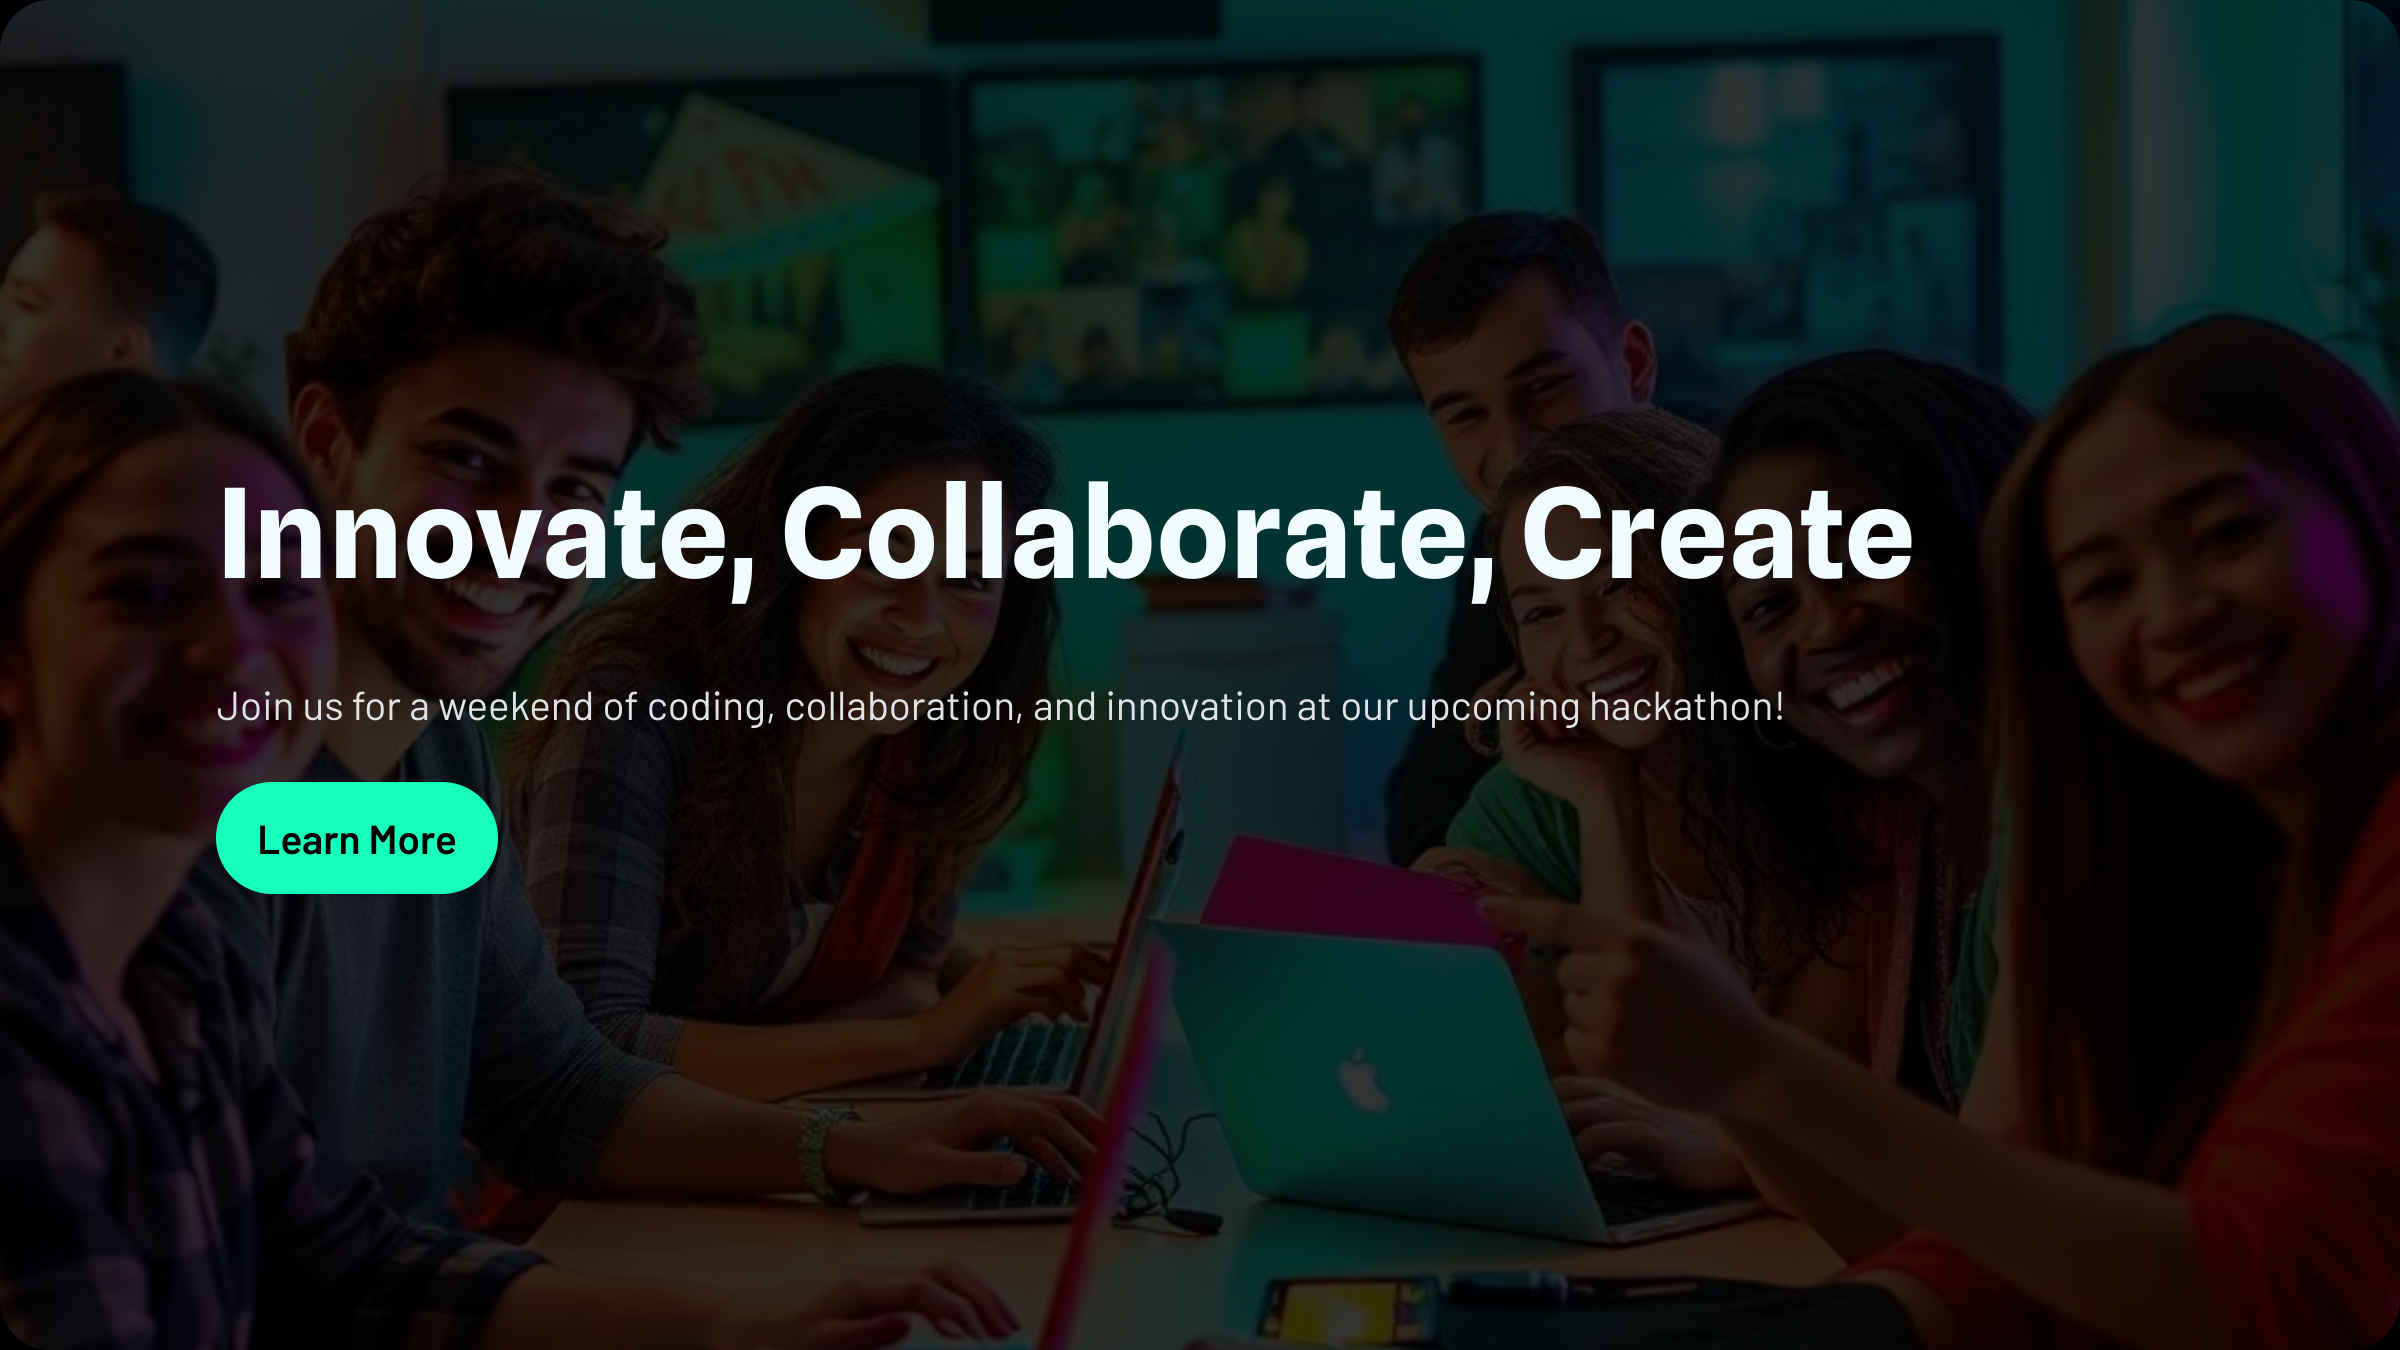 Innovate, Collaborate, Create
Join us for a weekend of coding, collaboration, and innovation at our upcoming hackathon!
Learn More